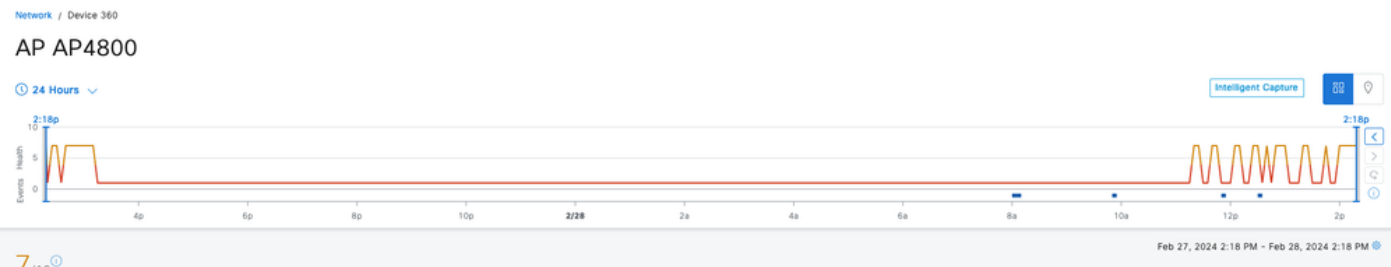 Network / Device 360
AP AP4800
24 Hours
Intelligent Capture
2:18p 2:18p
10
5
0
Health
Events
4p 6p 8p 10p 2/28 2a 4a 6a 8a 10a 12p 2p
Feb 27, 2024 2:18 PM - Feb 28, 2024 2:18 PM
7